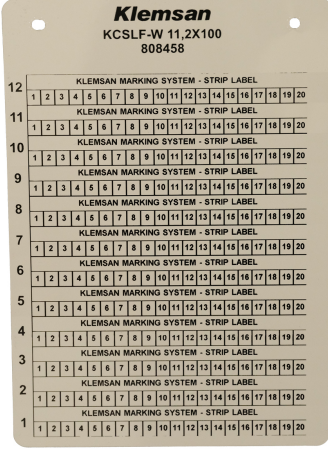 Klemsan
KCSLF-W 11,2X100
808458
KLEMSAN MARKING SYSTEM - STRIP LABEL
12 1 2 3 4 5 6 7 8 9 10 11 12 13 14 15 16 17 18 19 20
KLEMSAN MARKING SYSTEM - STRIP LABEL
11 1 2 3 4 5 6 7 8 9 10 11 12 13 14 15 16 17 18 19 20
KLEMSAN MARKING SYSTEM - STRIP LABEL
10 1 2 3 4 5 6 7 8 9 10 11 12 13 14 15 16 17 18 19 20
KLEMSAN MARKING SYSTEM - STRIP LABEL
9 1 2 3 4 5 6 7 8 9 10 11 12 13 14 15 16 17 18 19 20
KLEMSAN MARKING SYSTEM - STRIP LABEL
8 1 2 3 4 5 6 7 8 9 10 11 12 13 14 15 16 17 18 19 20
KLEMSAN MARKING SYSTEM - STRIP LABEL
7 1 2 3 4 5 6 7 8 9 10 11 12 13 14 15 16 17 18 19 20
KLEMSAN MARKING SYSTEM - STRIP LABEL
6 1 2 3 4 5 6 7 8 9 10 11 12 13 14 15 16 17 18 19 20
KLEMSAN MARKING SYSTEM - STRIP LABEL
5 1 2 3 4 5 6 7 8 9 10 11 12 13 14 15 16 17 18 19 20
KLEMSAN MARKING SYSTEM - STRIP LABEL
4 1 2 3 4 5 6 7 8 9 10 11 12 13 14 15 16 17 18 19 20
KLEMSAN MARKING SYSTEM - STRIP LABEL
3 1 2 3 4 5 6 7 8 9 10 11 12 13 14 15 16 17 18 19 20
KLEMSAN MARKING SYSTEM - STRIP LABEL
2 1 2 3 4 5 6 7 8 9 10 11 12 13 14 15 16 17 18 19 20
KLEMSAN MARKING SYSTEM - STRIP LABEL
1 1 2 3 4 5 6 7 8 9 10 11 12 13 14 15 16 17 18 19 20